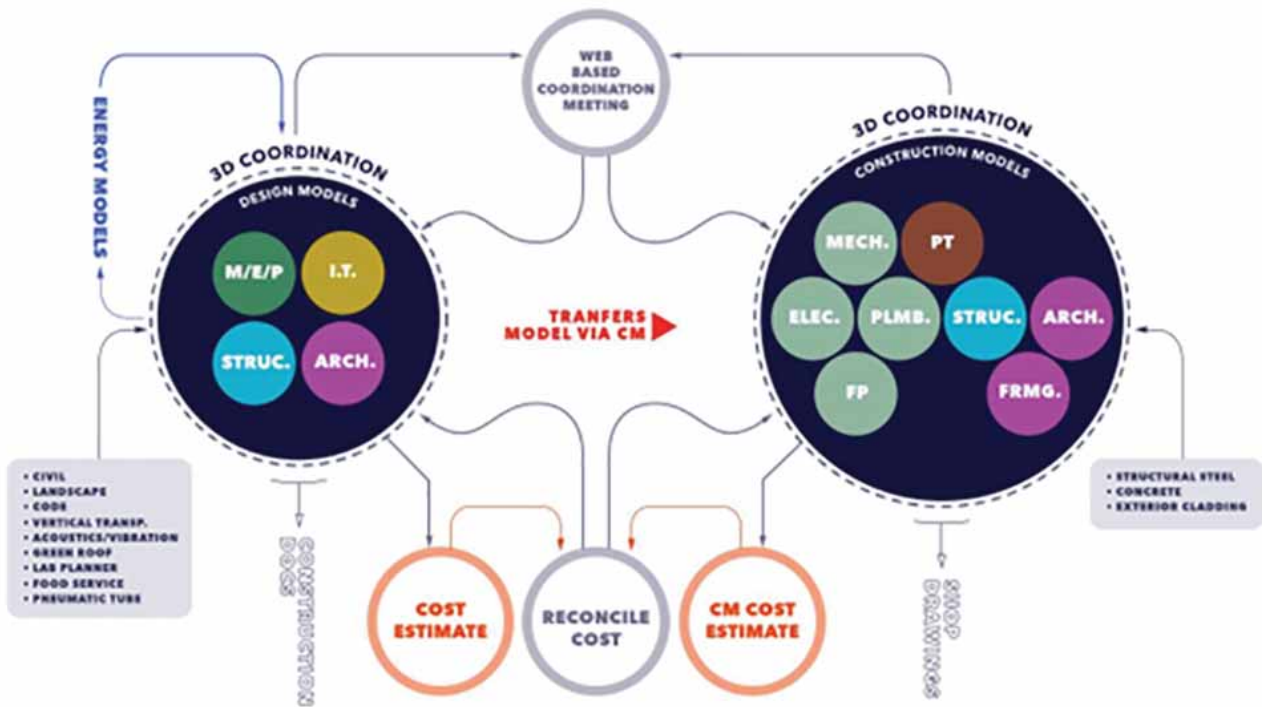 WEB
BASED
COORDINATION
MEETING
ENERGY MODELS
3D COORDINATION
DESIGN MODELS
M/E/P
I.T.
STRUC.
ARCH.
3D COORDINATION
CONSTRUCTION MODELS
MECH.
PT
ELEC.
PLMB.
STRUC.
ARCH.
FP
FRMG.
TRANFERS
MODEL VIA CM
• CIVIL
• LANDSCAPE
• CODE
• VERTICAL TRANSP.
• ACOUSTICS/VIBRATION
• GREEN ROOF
• LAB PLANNER
• FOOD SERVICE
• PNEUMATIC TUBE
• STRUCTURAL STEEL
• CONCRETE
• EXTERIOR CLADDING
CONSTRUCTION
DOCS
COST
ESTIMATE
RECONCILE
COST
CM COST
ESTIMATE
SHOP
DRAWINGS